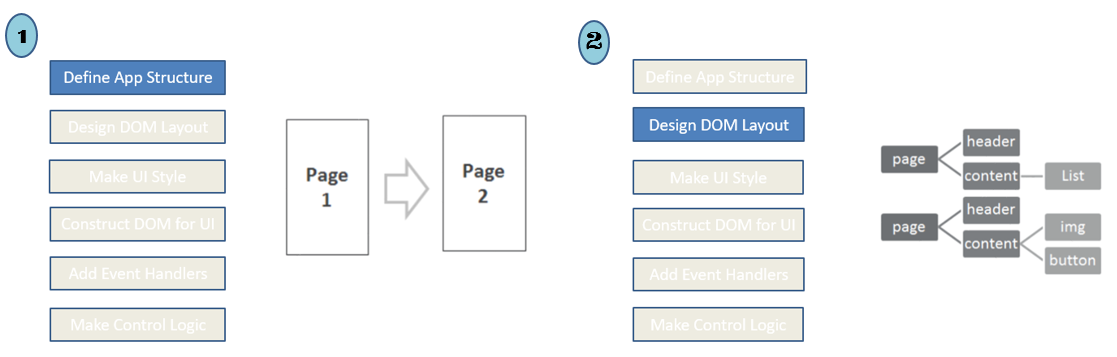 1
Define App Structure
Design DOM Layout
Make UI Style
Construct DOM for UI
Add Event Handlers
Make Control Logic
Page
1
Page
2
2
Define App Structure
Design DOM Layout
Make UI Style
Construct DOM for UI
Add Event Handlers
Make Control Logic
page
header
content
List
page
header
content
img
button